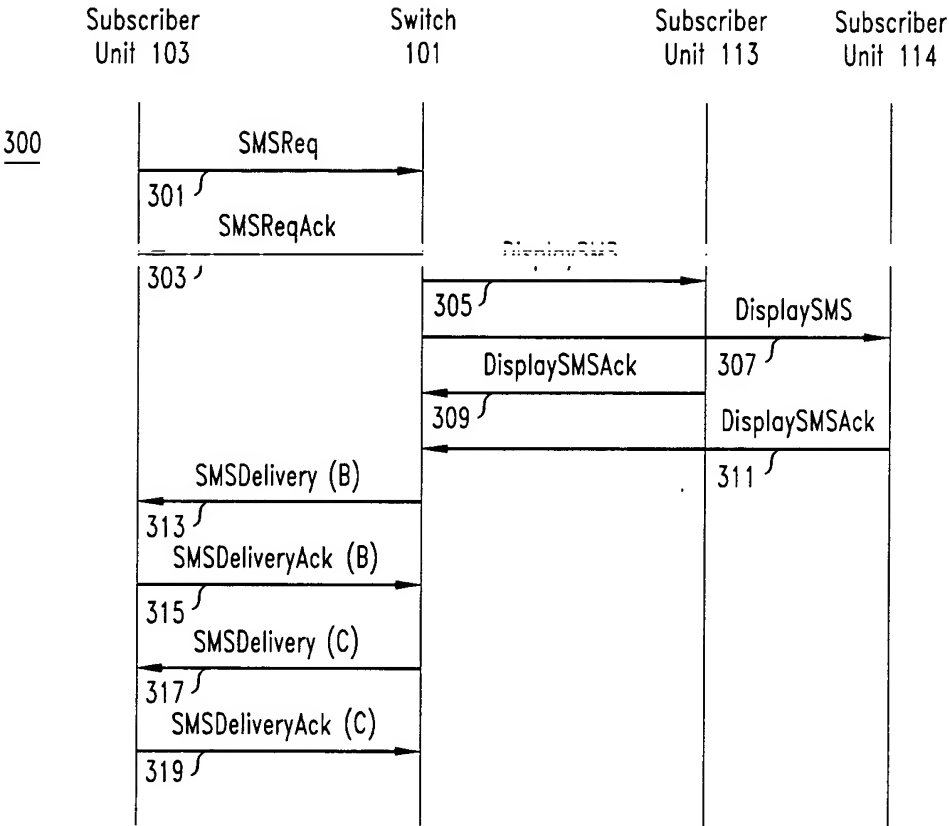 Subscriber
Unit 103
Switch
101
Subscriber
Unit 113
Subscriber
Unit 114
300
SMSReq
301
SMSReqAck
303
305
DisplaySMS
307
DisplaySMSAck
309
DisplaySMSAck
311
SMSDelivery (B)
313
SMSDeliveryAck (B)
315
SMSDelivery (C)
317
SMSDeliveryAck (C)
319